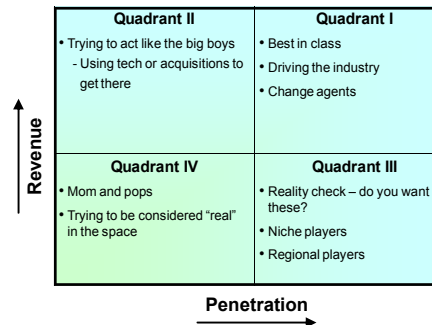 Quadrant II
• Trying to act like the big boys
- Using tech or acquisitions to
get there
Quadrant I
• Best in class
• Driving the industry
• Change agents
Quadrant IV
• Mom and pops
• Trying to be considered “real”
in the space
Quadrant III
• Reality check – do you want
these?
• Niche players
• Regional players
Revenue
Penetration